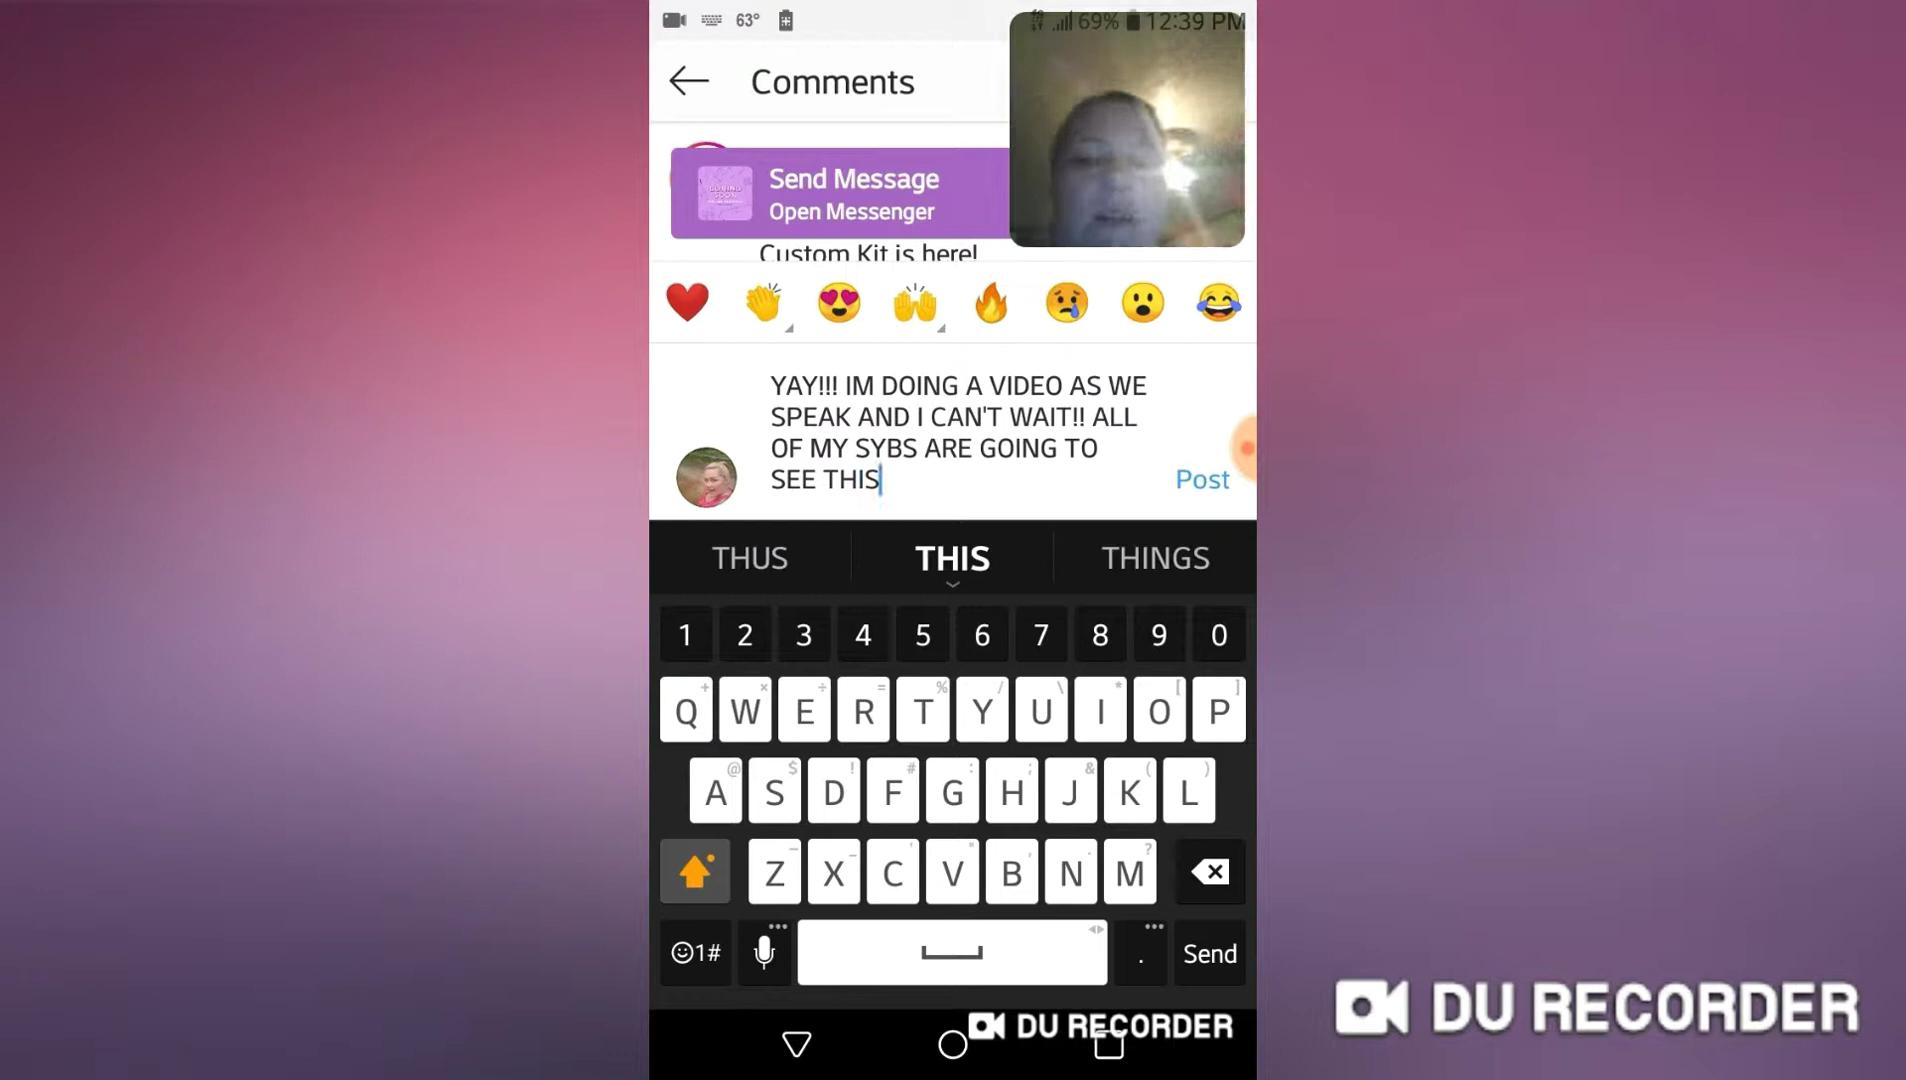 63° 69% 12:39 PM
Comments
Send Message
Open Messenger
COMING
SOON
Custom Kit is here!
YAY!!! IM DOING A VIDEO AS WE
SPEAK AND I CAN'T WAIT!! ALL
OF MY SYBS ARE GOING TO
SEE THIS
Post
THUS THIS THINGS
1 2 3 4 5 6 7 8 9 0
+ × ÷ = % / \ * [ ]
Q W E R T Y U I O P
@ $ ! # : ; & ( )
A S D F G H J K L
Z X C V B N M
?
1# . Send
DU RECORDER
DU RECORDER